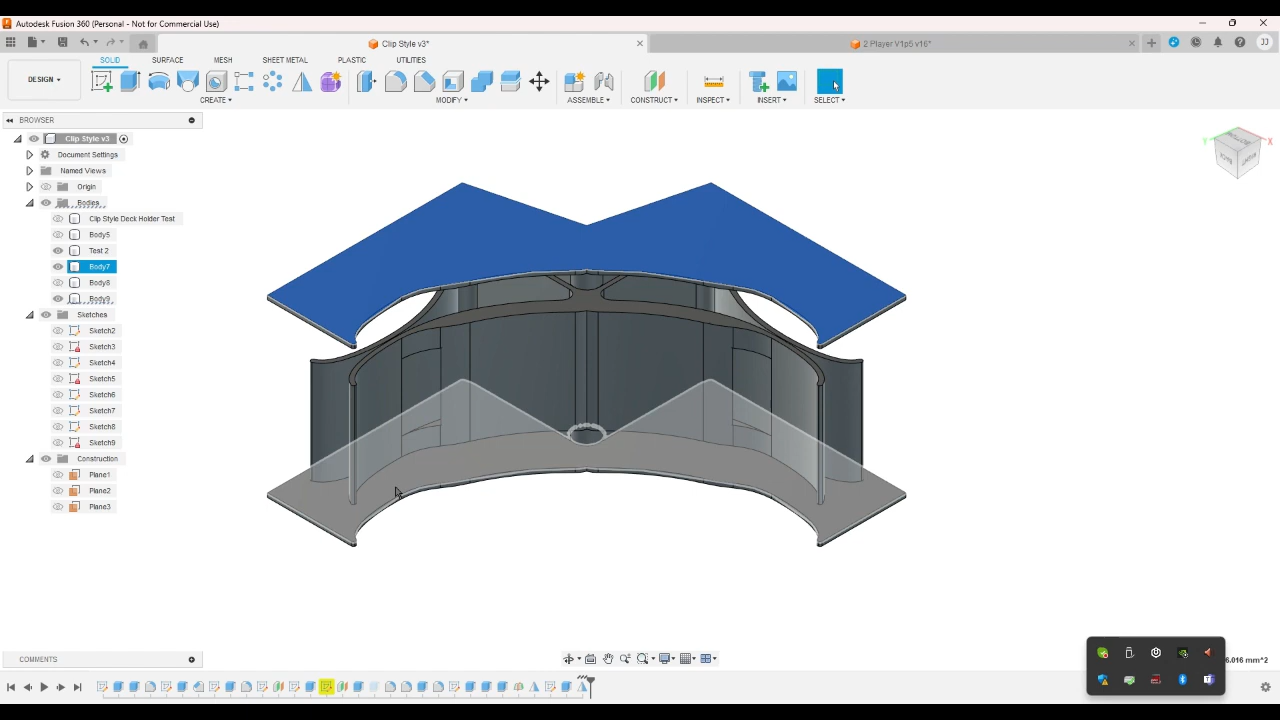 Autodesk Fusion 360 (Personal - Not for Commercial Use)
Clip Style v3*
2 Player V1p5 v16*
JJ
SOLID SURFACE MESH SHEET METAL PLASTIC UTILITIES
DESIGN
CREATE MODIFY ASSEMBLE CONSTRUCT INSPECT INSERT SELECT
BROWSER
Clip Style v3
Document Settings
Named Views
Origin
Bodies
Clip Style Deck Holder Test
Body5
Test 2
Body7
Body8
Body9
Sketches
Sketch2
Sketch3
Sketch4
Sketch5
Sketch6
Sketch7
Sketch8
Sketch9
Construction
Plane1
Plane2
Plane3
X
COMMENTS
6.016 mm^2